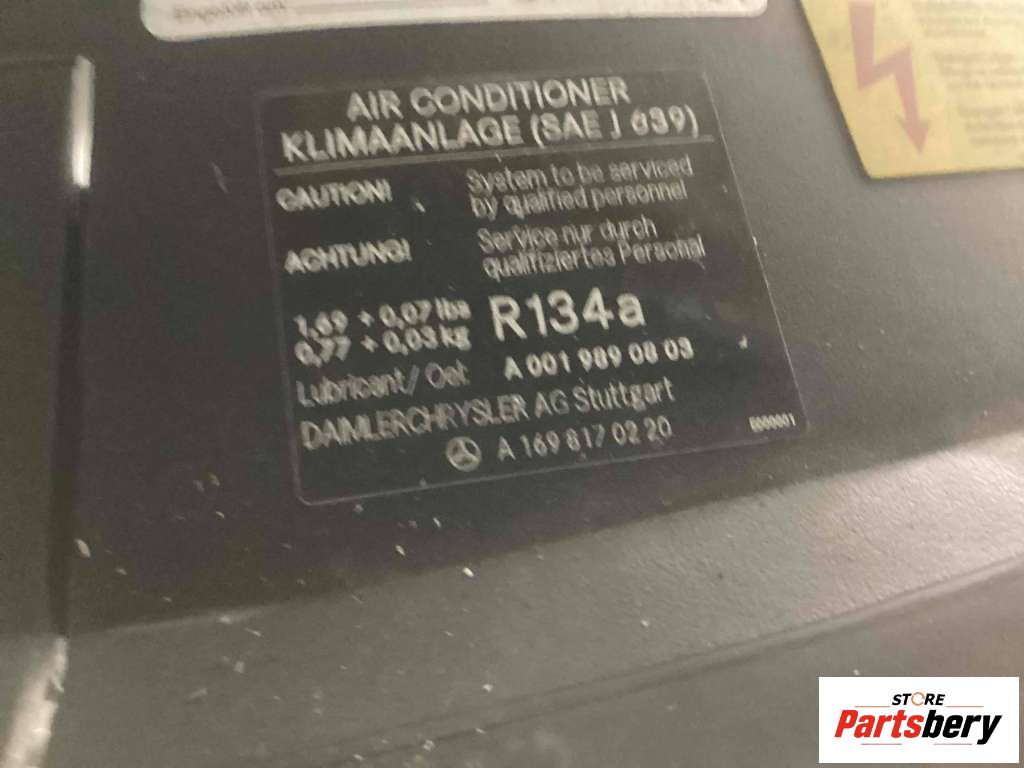 AIR CONDITIONER
KLIMAANLAGE (SAE J 639)
CAUTION! System to be serviced
by qualified personnel
ACHTUNG! Service nur durch
qualifiziertes Personal
1,69 + 0,07 lbs R134a
0,77 + 0,03 kg
Lubricant/ Oel: A 001 989 08 03
DAIMLERCHRYSLER AG Stuttgart
A 169 817 02 20
STORE
Partsbery